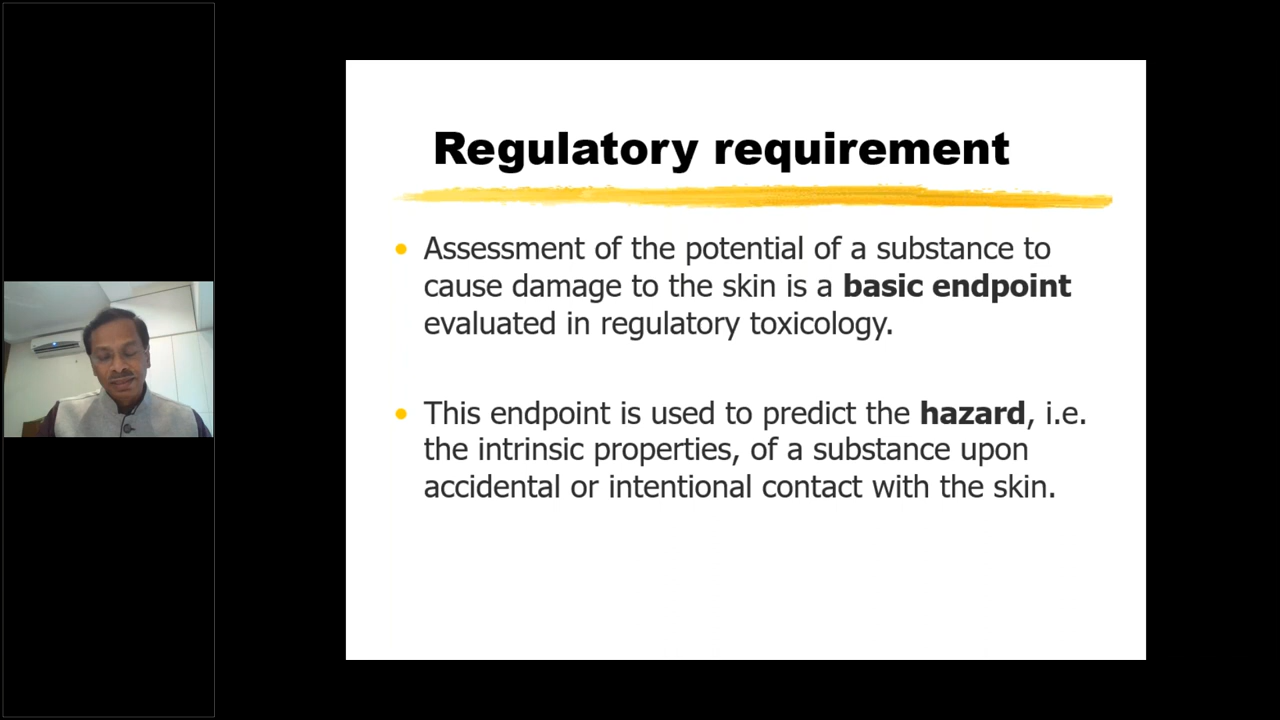 Regulatory requirement
• Assessment of the potential of a substance to
cause damage to the skin is a basic endpoint
evaluated in regulatory toxicology.
• This endpoint is used to predict the hazard, i.e.
the intrinsic properties, of a substance upon
accidental or intentional contact with the skin.